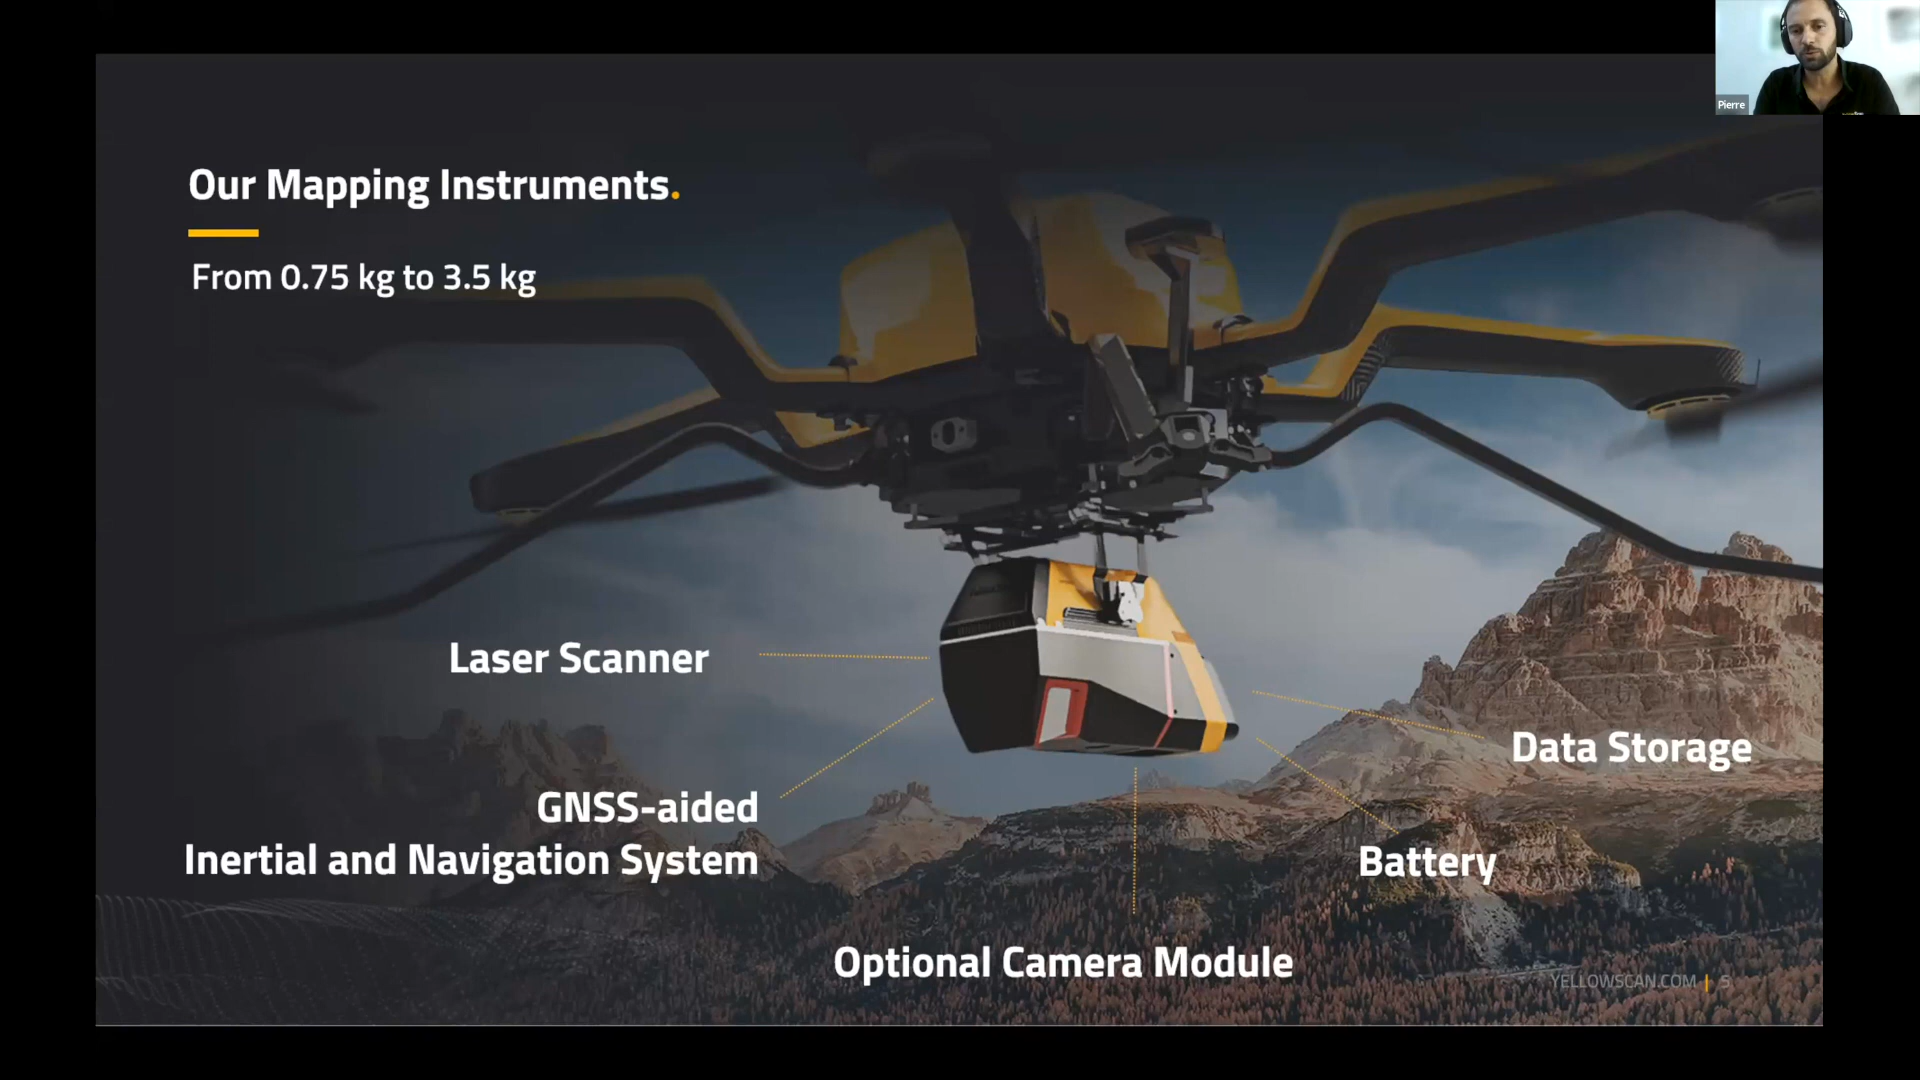 Pierre
Our Mapping Instruments.
From 0.75 kg to 3.5 kg
Laser Scanner
GNSS-aided
Inertial and Navigation System
Data Storage
Battery
Optional Camera Module
YELLOWSCAN.COM | 5